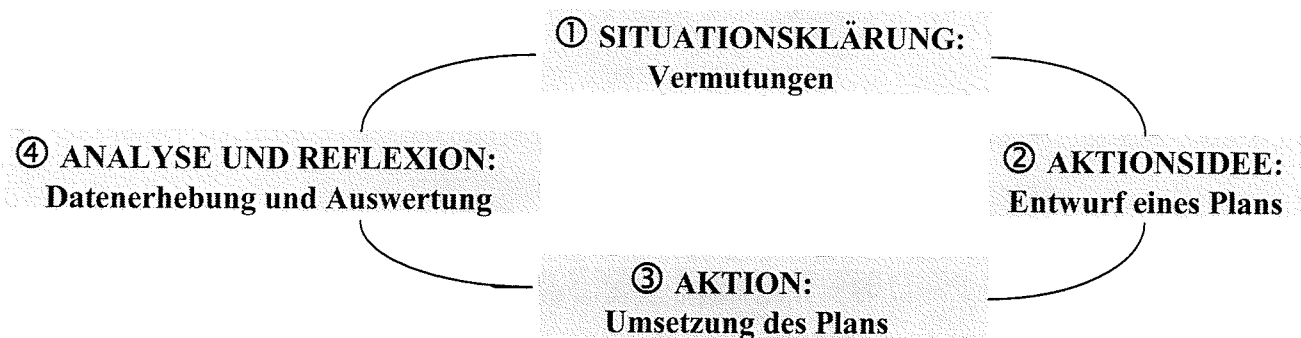 ① SITUATIONSKLÄRUNG:
Vermutungen
② AKTIONSIDEE:
Entwurf eines Plans
③ AKTION:
Umsetzung des Plans
④ ANALYSE UND REFLEXION:
Datenerhebung und Auswertung